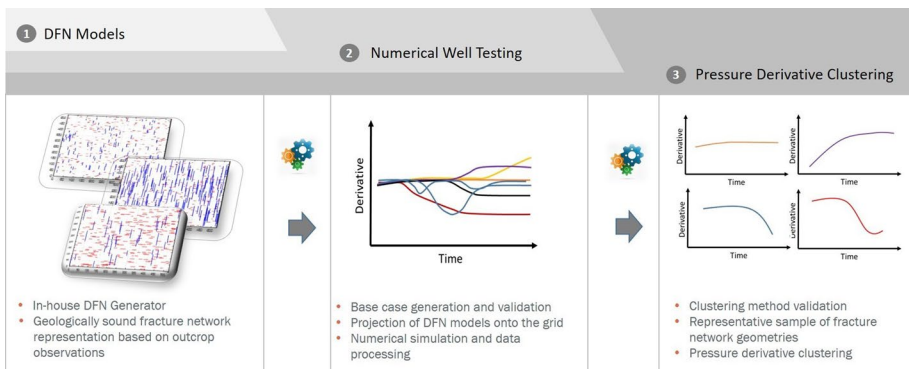 1 DFN Models
2 Numerical Well Testing
3 Pressure Derivative Clustering
Derivative
Time
Derivative
Time
Derivative
Time
Derivative
Time
Derivative
Time
• In-house DFN Generator
• Geologically sound fracture network
representation based on outcrop
observations
• Base case generation and validation
• Projection of DFN models onto the grid
• Numerical simulation and data
processing
• Clustering method validation
• Representative sample of fracture
network geometries
• Pressure derivative clustering